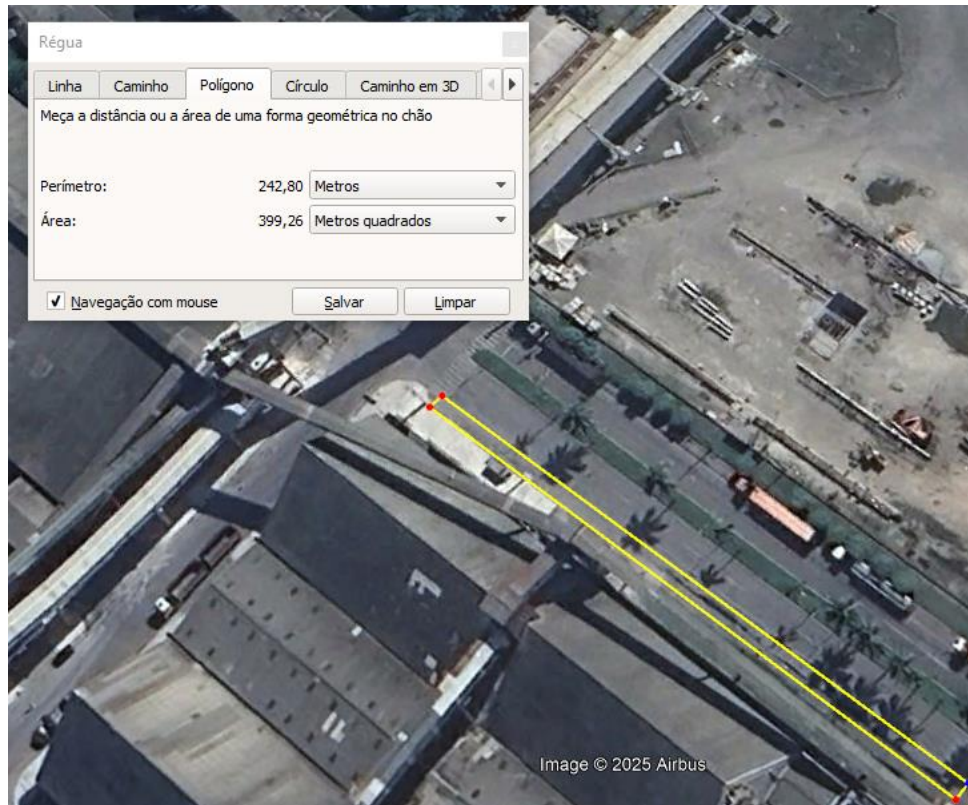 Régua
Linha Caminho Polígono Círculo Caminho em 3D
Meça a distância ou a área de uma forma geométrica no chão
Perímetro: 242,80 Metros
Área: 399,26 Metros quadrados
Navegação com mouse Salvar Limpar
Image © 2025 Airbus